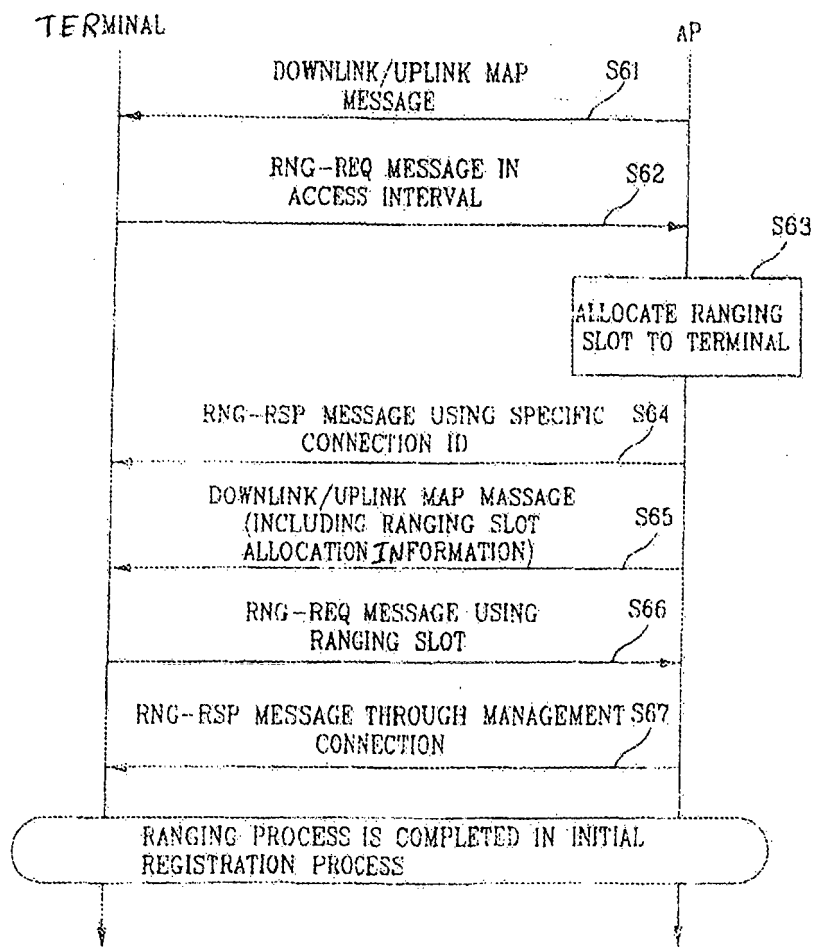 TERMINAL
AP
DOWNLINK/UPLINK MAP
MESSAGE
S61
RNG-REQ MESSAGE IN
ACCESS INTERVAL
S62
S63
ALLOCATE RANGING
SLOT TO TERMINAL
RNG-RSP MESSAGE USING SPECIFIC
CONNECTION ID
S64
DOWNLINK/UPLINK MAP MASSAGE
(INCLUDING RANGING SLOT
ALLOCATION INFORMATION)
S65
RNG-REQ MESSAGE USING
RANGING SLOT
S66
RNG-RSP MESSAGE THROUGH MANAGEMENT
CONNECTION
S67
RANGING PROCESS IS COMPLETED IN INITIAL
REGISTRATION PROCESS